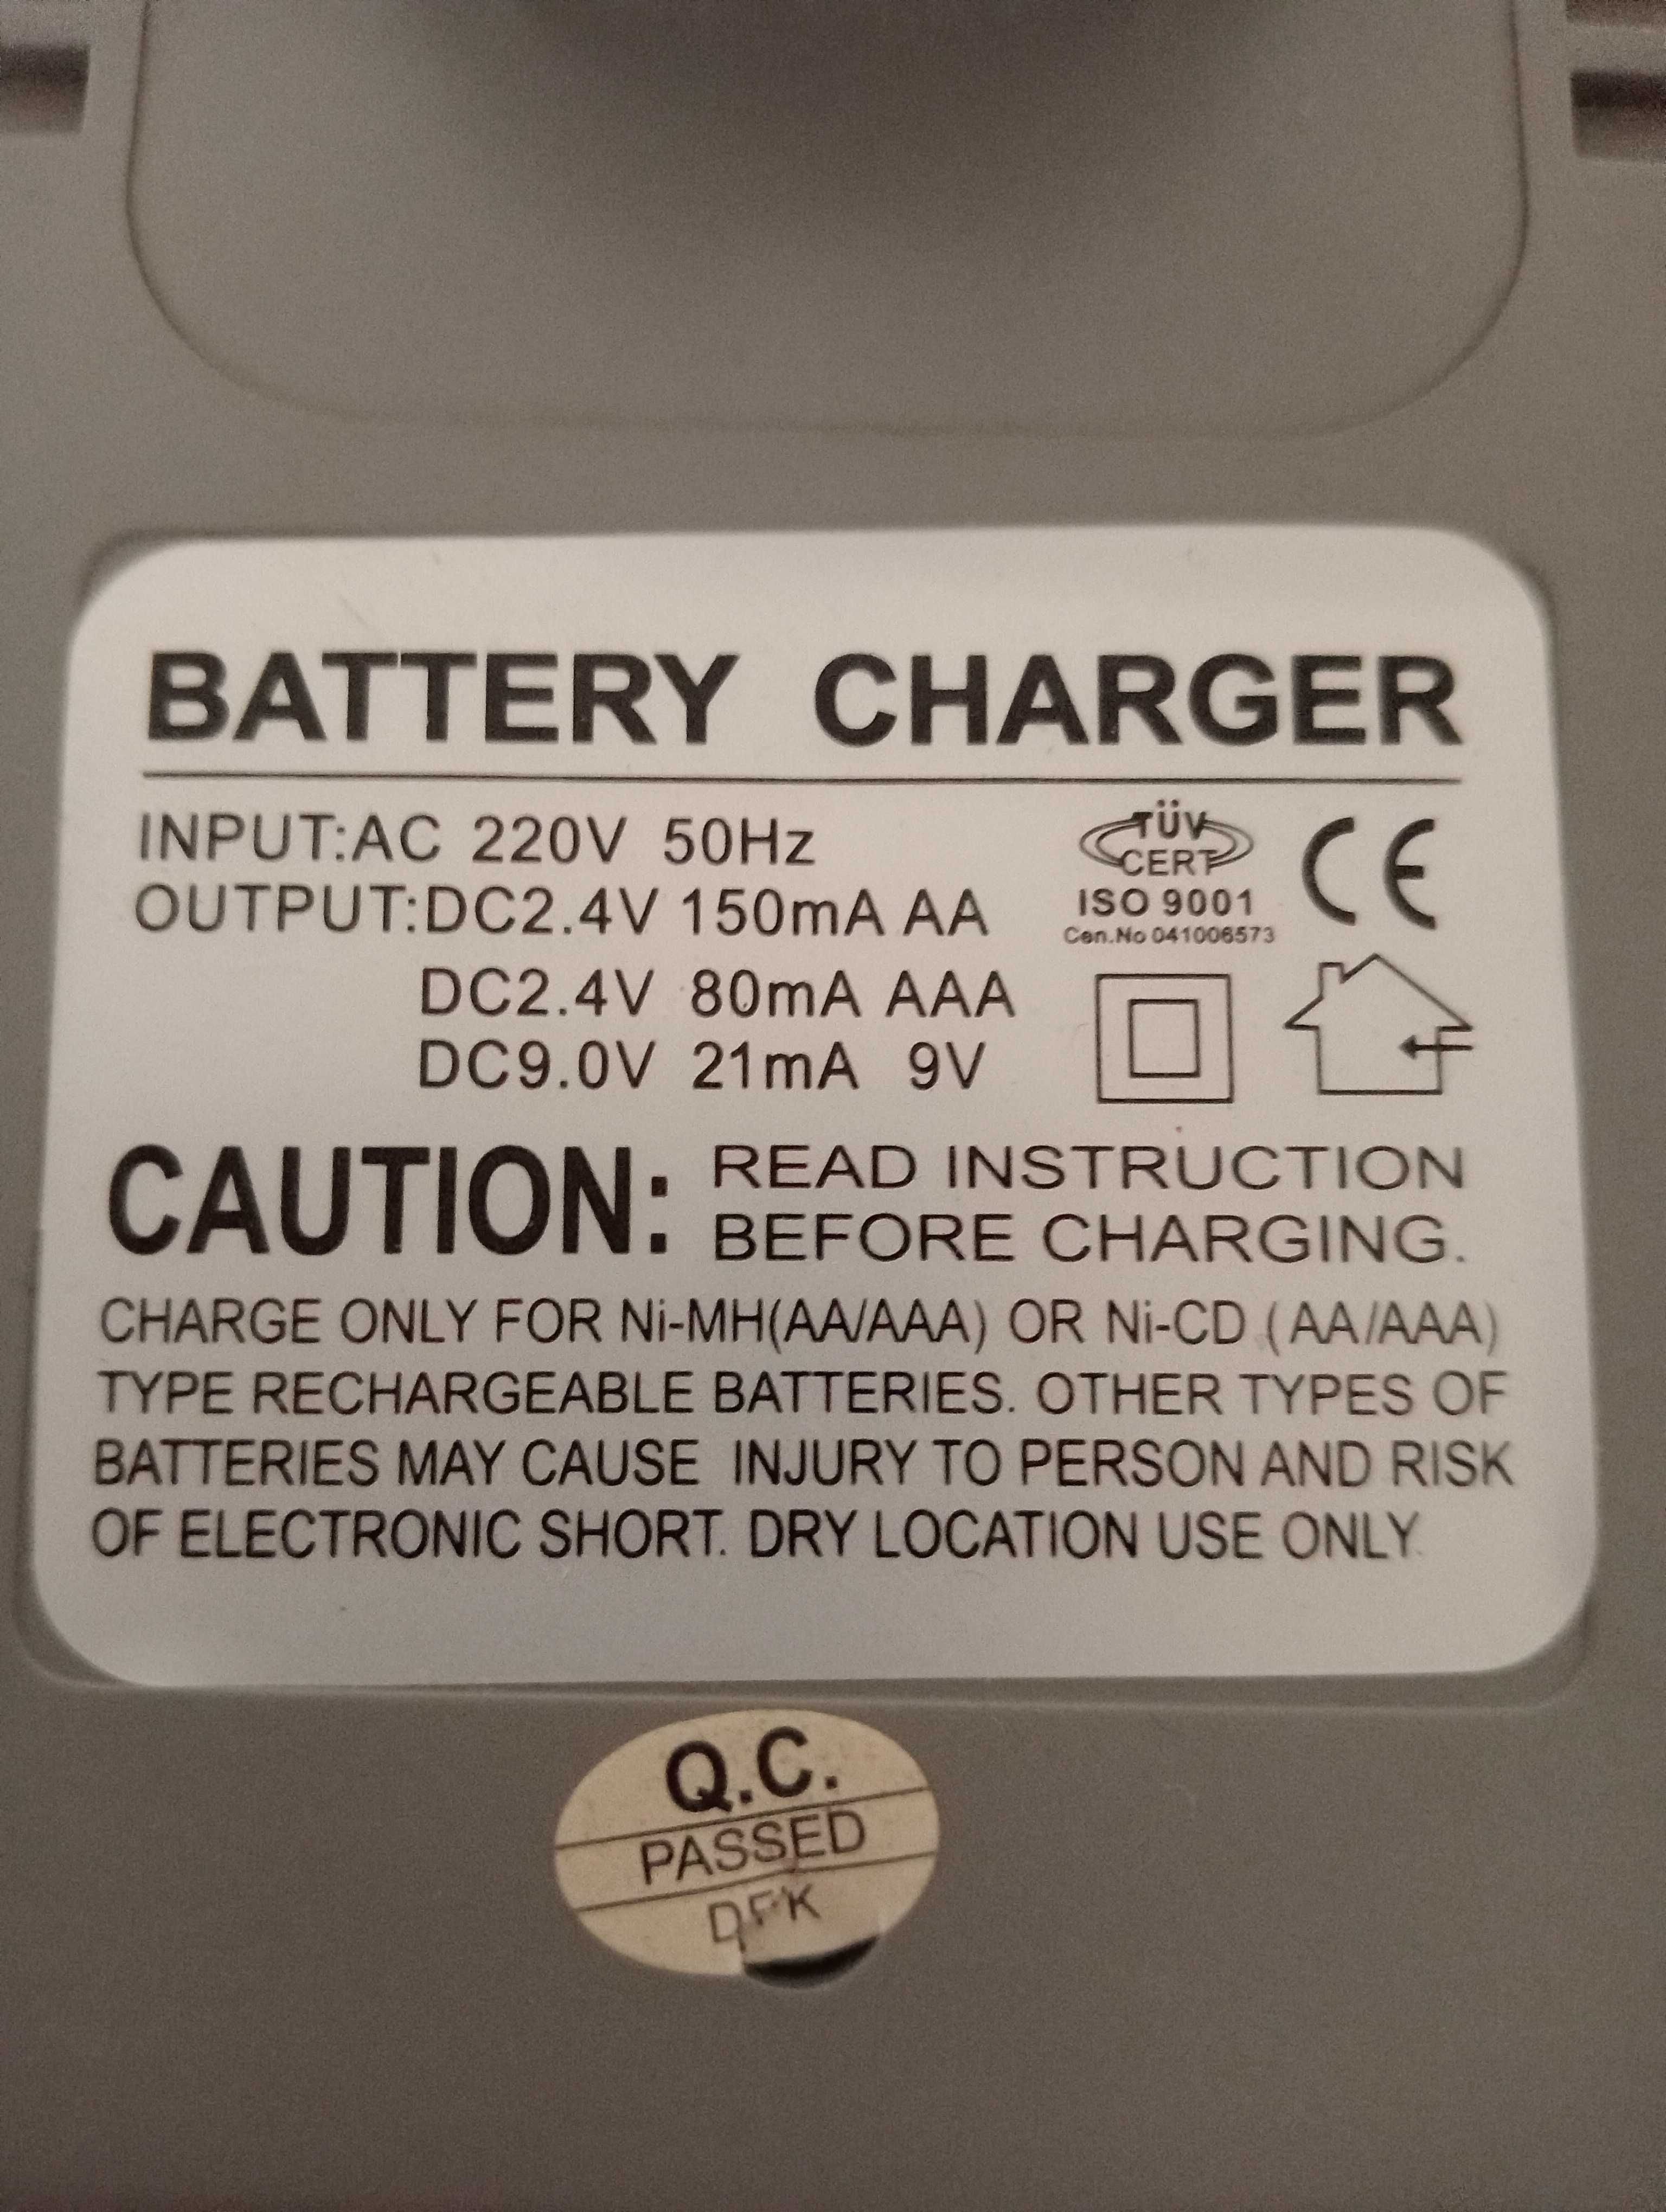 BATTERY CHARGER
INPUT:AC 220V 50Hz
OUTPUT:DC2.4V 150mA AA
DC2.4V 80mA AAA
DC9.0V 21mA 9V
TÜV
CERT
ISO 9001
Cen.No 041006573
CE
CAUTION: READ INSTRUCTION
BEFORE CHARGING.
CHARGE ONLY FOR Ni-MH(AA/AAA) OR Ni-CD (AA/AAA)
TYPE RECHARGEABLE BATTERIES. OTHER TYPES OF
BATTERIES MAY CAUSE INJURY TO PERSON AND RISK
OF ELECTRONIC SHORT. DRY LOCATION USE ONLY.
Q.C.
PASSED